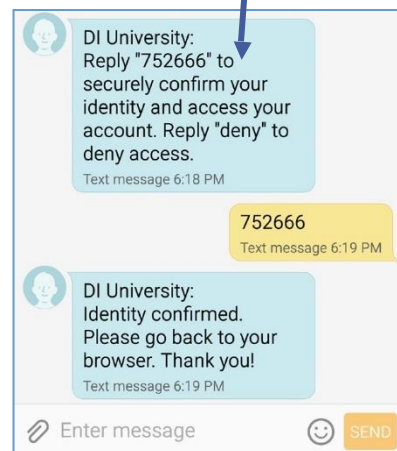 DI University:
Reply "752666" to
securely confirm your
identity and access your
account. Reply "deny" to
deny access.
Text message 6:18 PM
752666
Text message 6:19 PM
DI University:
Identity confirmed.
Please go back to your
browser. Thank you!
Text message 6:19 PM
Enter message
SEND